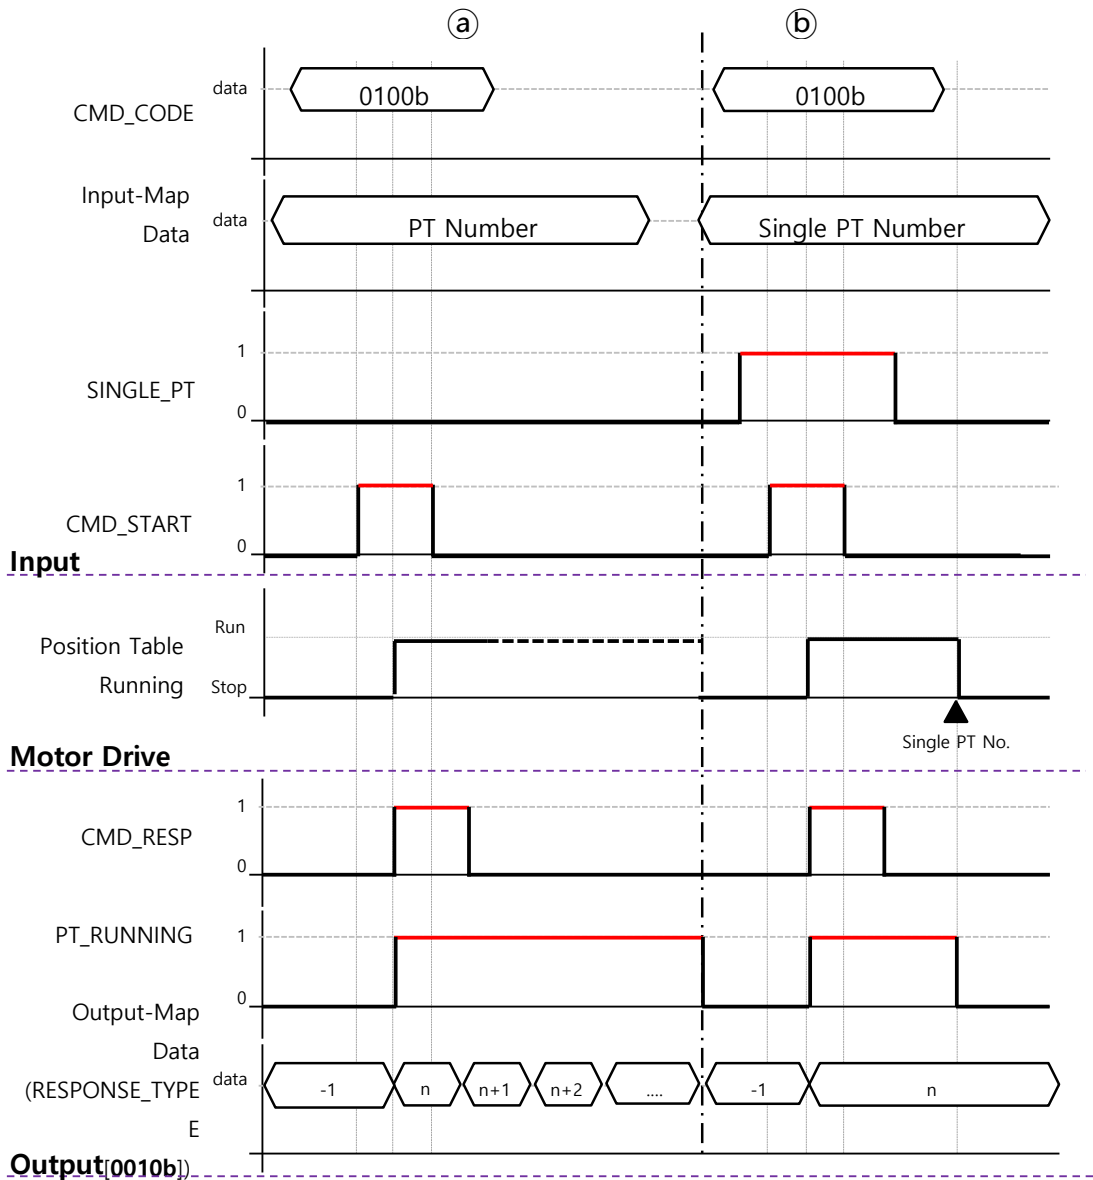 ⓐ ⓑ
CMD_CODE data 0100b 0100b
Input-Map
Data data PT Number Single PT Number
1
SINGLE_PT
0
1
CMD_START
0
Input
Run
Position Table
Running Stop
Single PT No.
Motor Drive
1
CMD_RESP
0
PT_RUNNING 1
0
Output-Map
Data
(RESPONSE_TYPE data -1 n n+1 n+2 .... -1 n
E
Output[0010b])